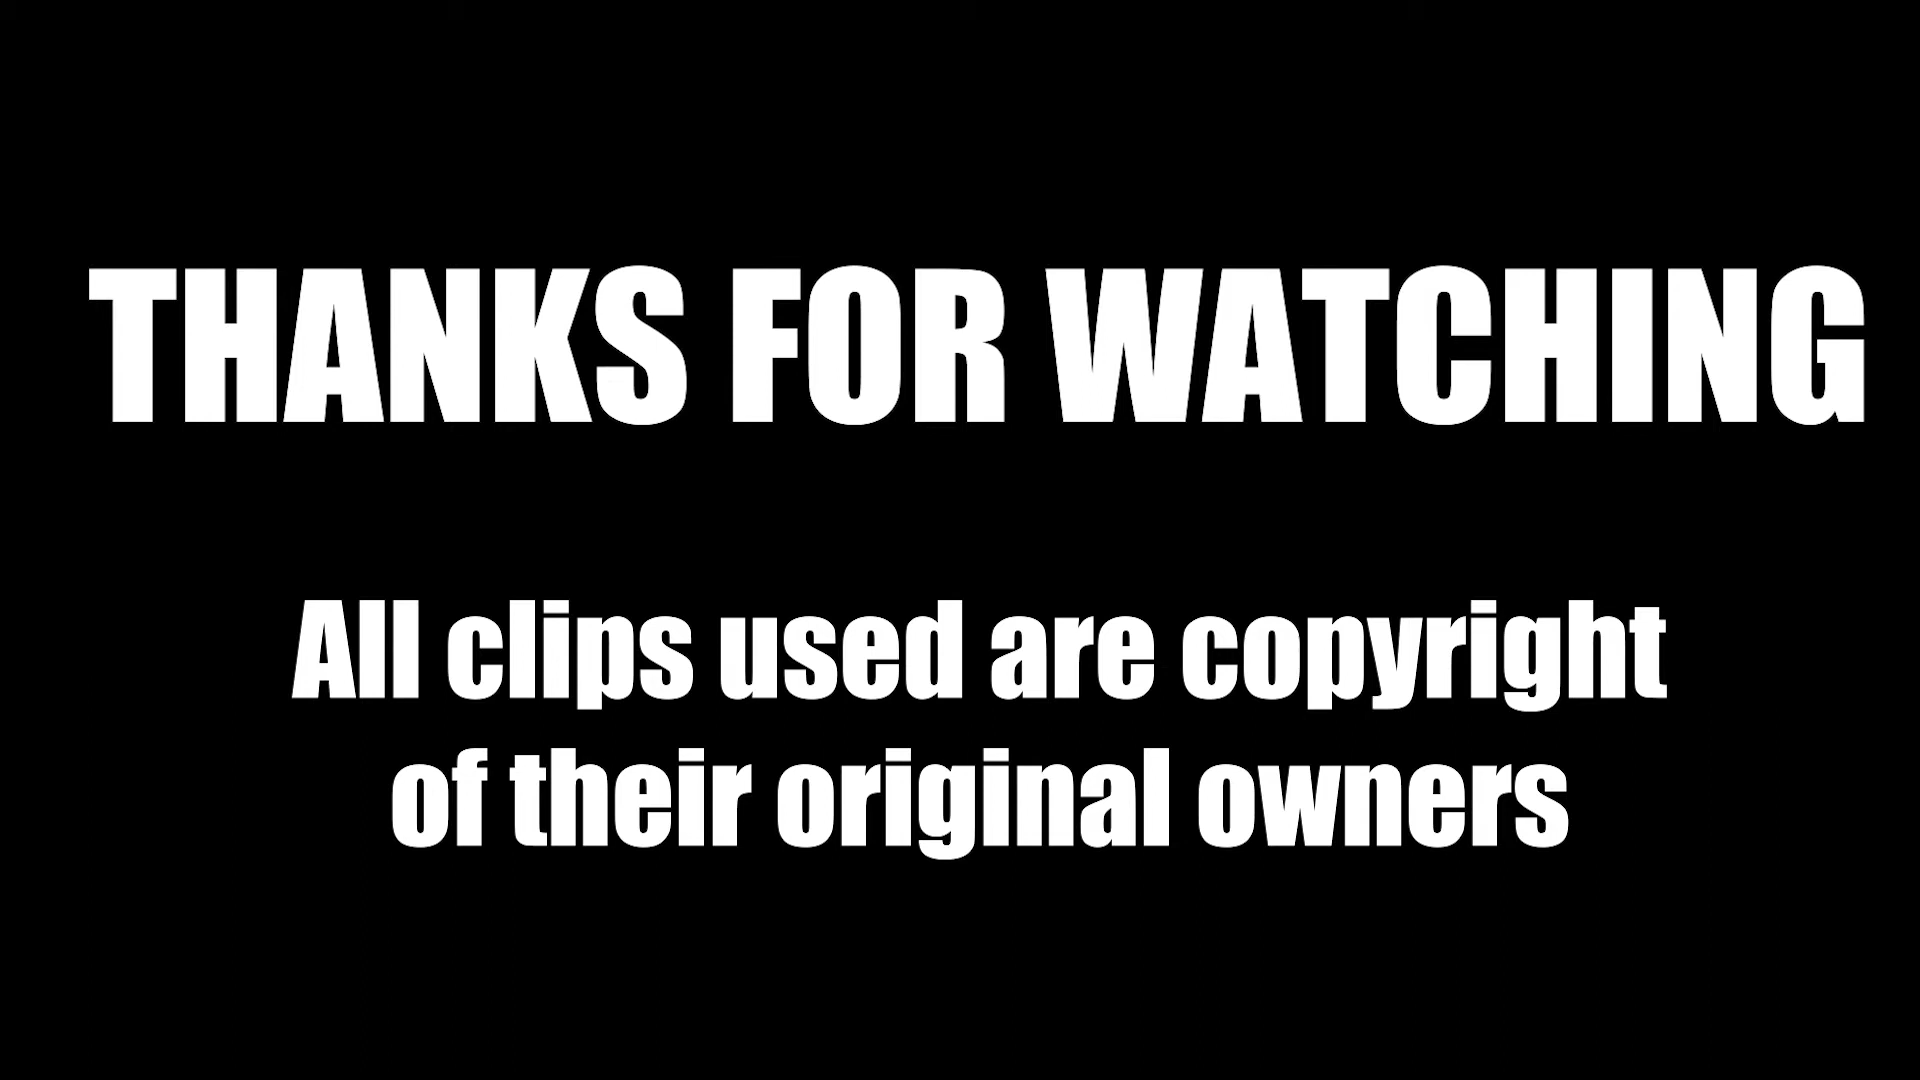 THANKS FOR WATCHING
All clips used are copyright
of their original owners